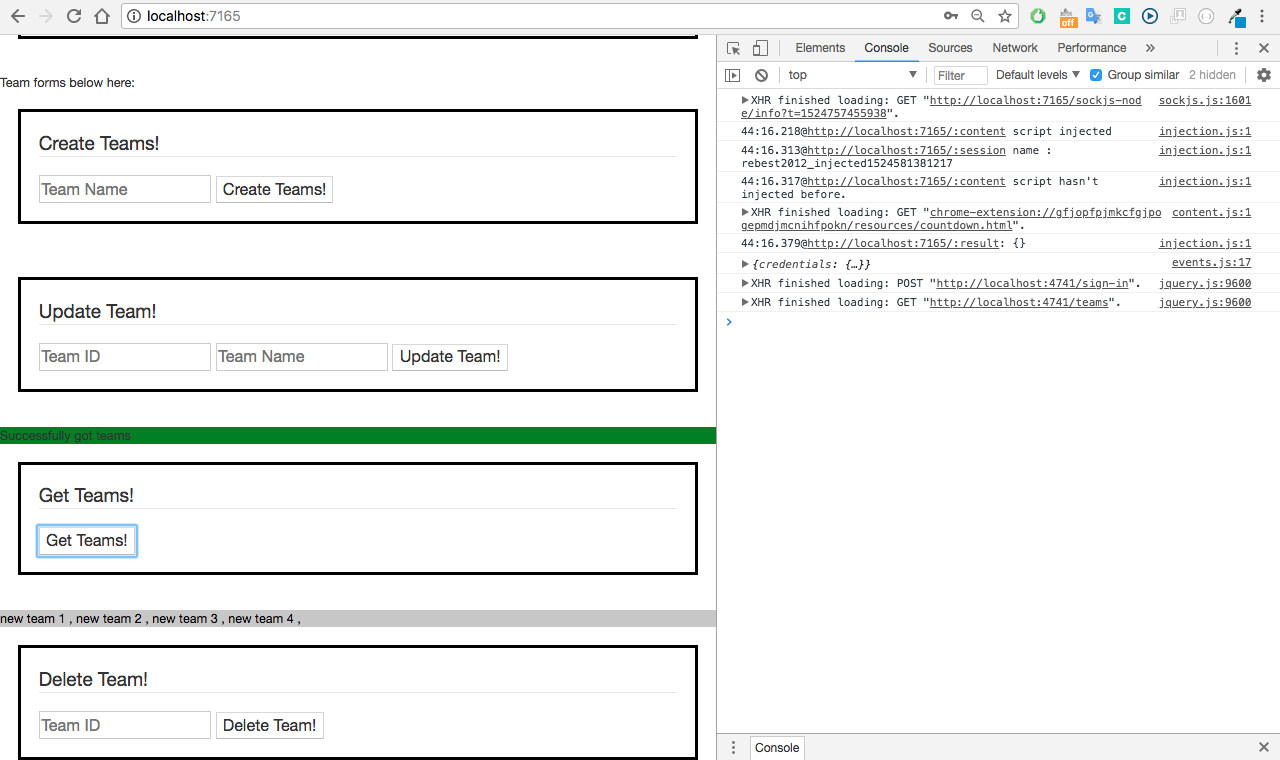 localhost:7165
off
Team forms below here:
Create Teams!
Team Name
Create Teams!
Update Team!
Team ID
Team Name
Update Team!
Successfully got teams
Get Teams!
Get Teams!
new team 1 , new team 2 , new team 3 , new team 4 ,
Delete Team!
Team ID
Delete Team!
Elements Console Sources Network Performance »
top Filter Default levels Group similar 2 hidden
XHR finished loading: GET "http://localhost:7165/sockjs-nod sockjs.js:1601
e/info?t=1524757455938".
44:16.218@http://localhost:7165/:content script injected injection.js:1
44:16.313@http://localhost:7165/:session name : injection.js:1
rebest2012_injected1524581381217
44:16.317@http://localhost:7165/:content script hasn't injection.js:1
injected before.
XHR finished loading: GET "chrome-extension://gfjopfpjmkcfgjpo content.js:1
gepmdjmcnihfpokn/resources/countdown.html".
44:16.379@http://localhost:7165/:result: {} injection.js:1
{credentials: {…}} events.js:17
XHR finished loading: POST "http://localhost:4741/sign-in". jquery.js:9600
XHR finished loading: GET "http://localhost:4741/teams". jquery.js:9600
Console